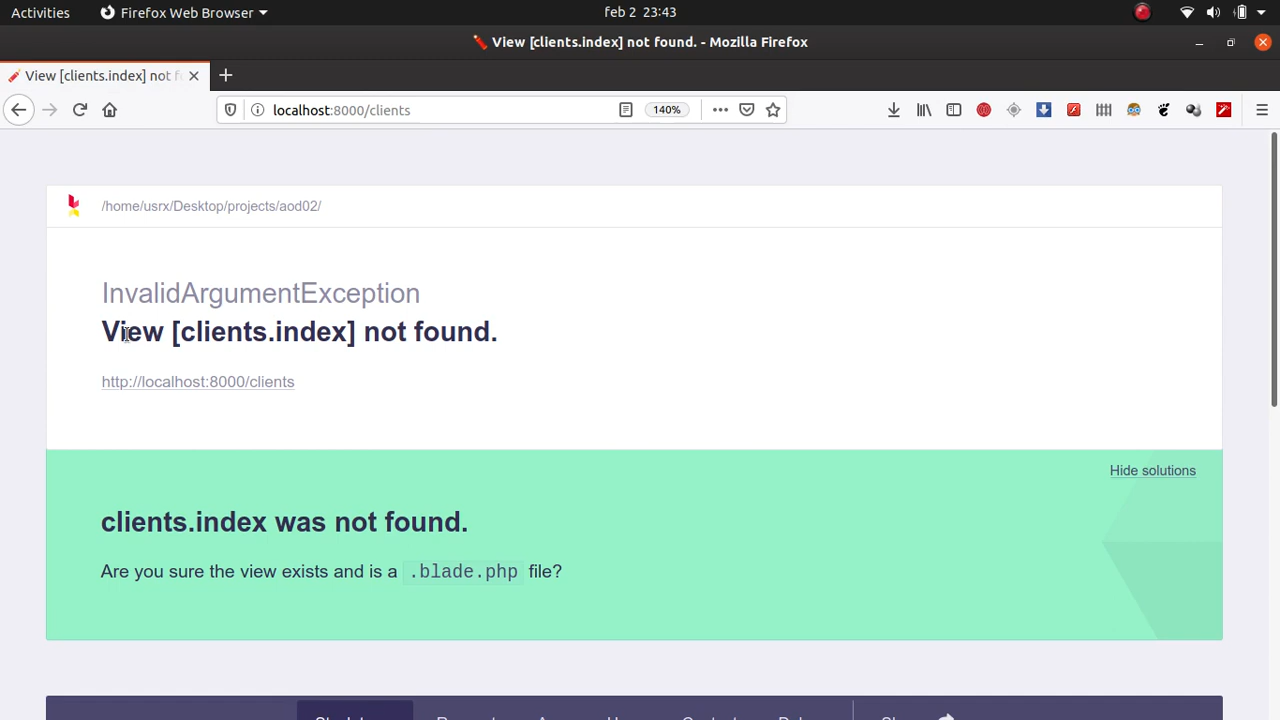 Activities Firefox Web Browser feb 2 23:43
View [clients.index] not found. - Mozilla Firefox
View [clients.index] not f
localhost:8000/clients 140%
/home/usrx/Desktop/projects/aod02/
InvalidArgumentException
View [clients.index] not found.
http://localhost:8000/clients
Hide solutions
clients.index was not found.
Are you sure the view exists and is a .blade.php file?